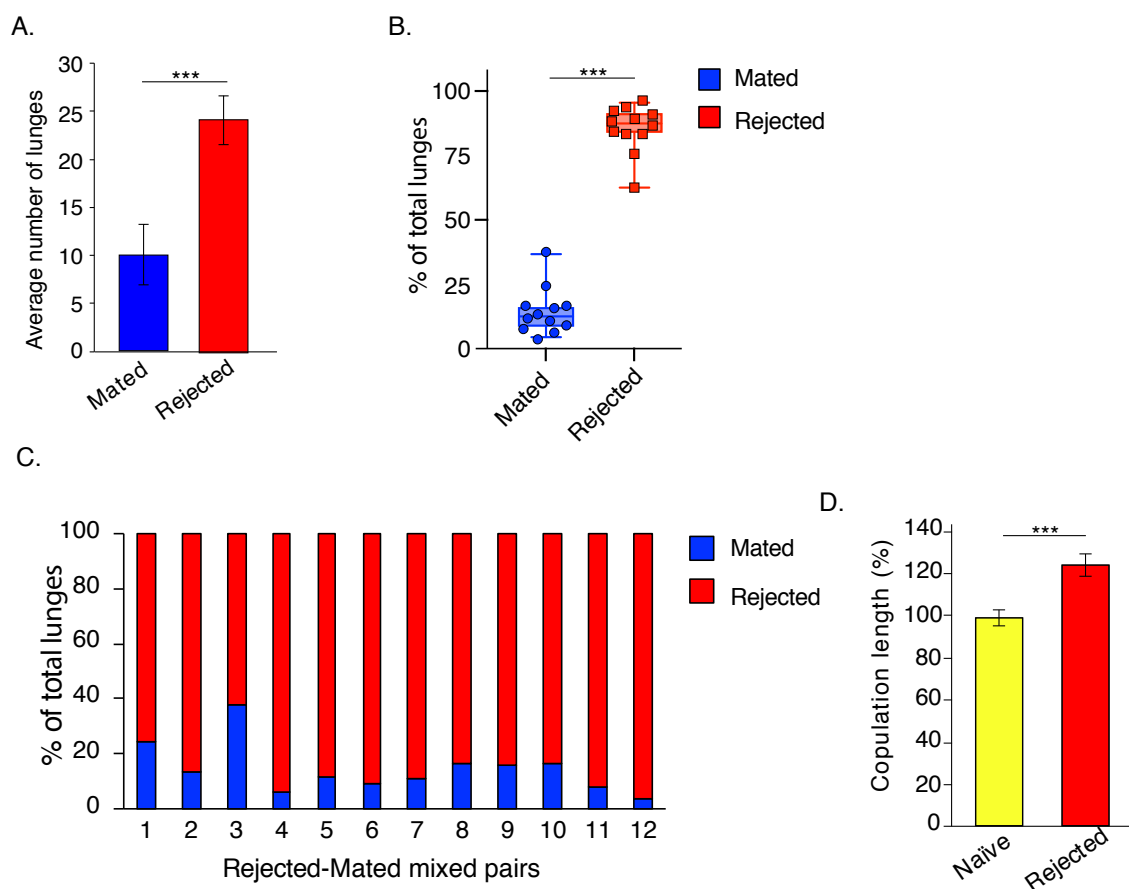 A.
Average number of lunges
30
25
20
15
10
5
0
***
Mated
Rejected
B.
% of total lunges
100
75
50
25
0
***
Mated
Rejected
Mated
Rejected
C.
% of total lunges
100
80
60
40
20
0
1 2 3 4 5 6 7 8 9 10 11 12
Rejected-Mated mixed pairs
Mated
Rejected
D.
Copulation length (%)
140
120
100
80
60
40
20
0
***
Naïve
Rejected